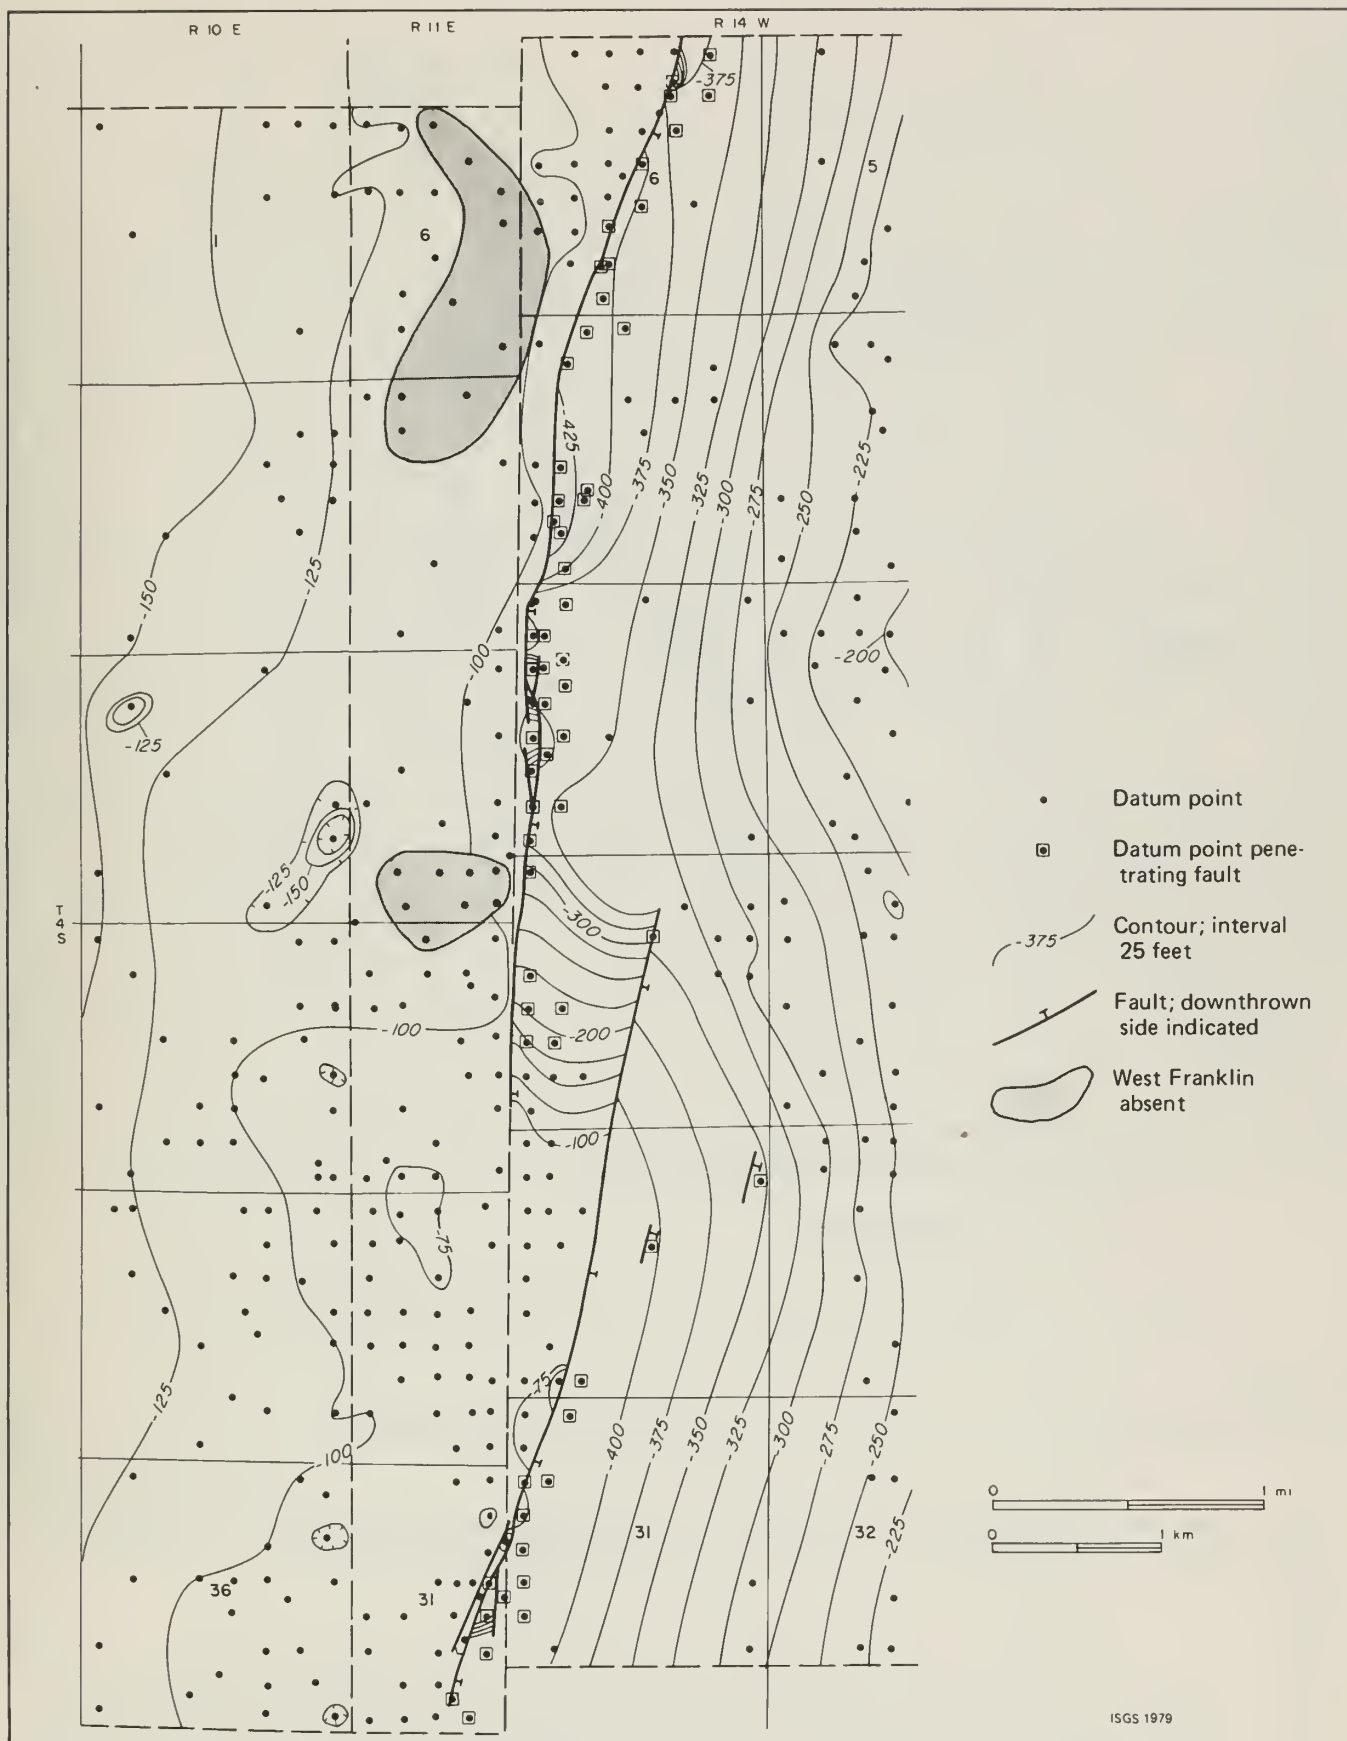 R 10 E
R 11 E
R 14 W
-375
5
6
1
6
-425
-400
-375
-350
-325
-300
-275
-250
-225
-150
-125
-100
-200
-125
-125
-150
T
4
S
-300
-200
-100
-100
-75
-75
-125
-100
-400
-375
-350
-325
-300
-275
-250
-225
31
32
36
31
Datum point
Datum point pene-
trating fault
-375
Contour; interval
25 feet
Fault; downthrown
side indicated
West Franklin
absent
0 1 mi
0 1 km
ISGS 1979